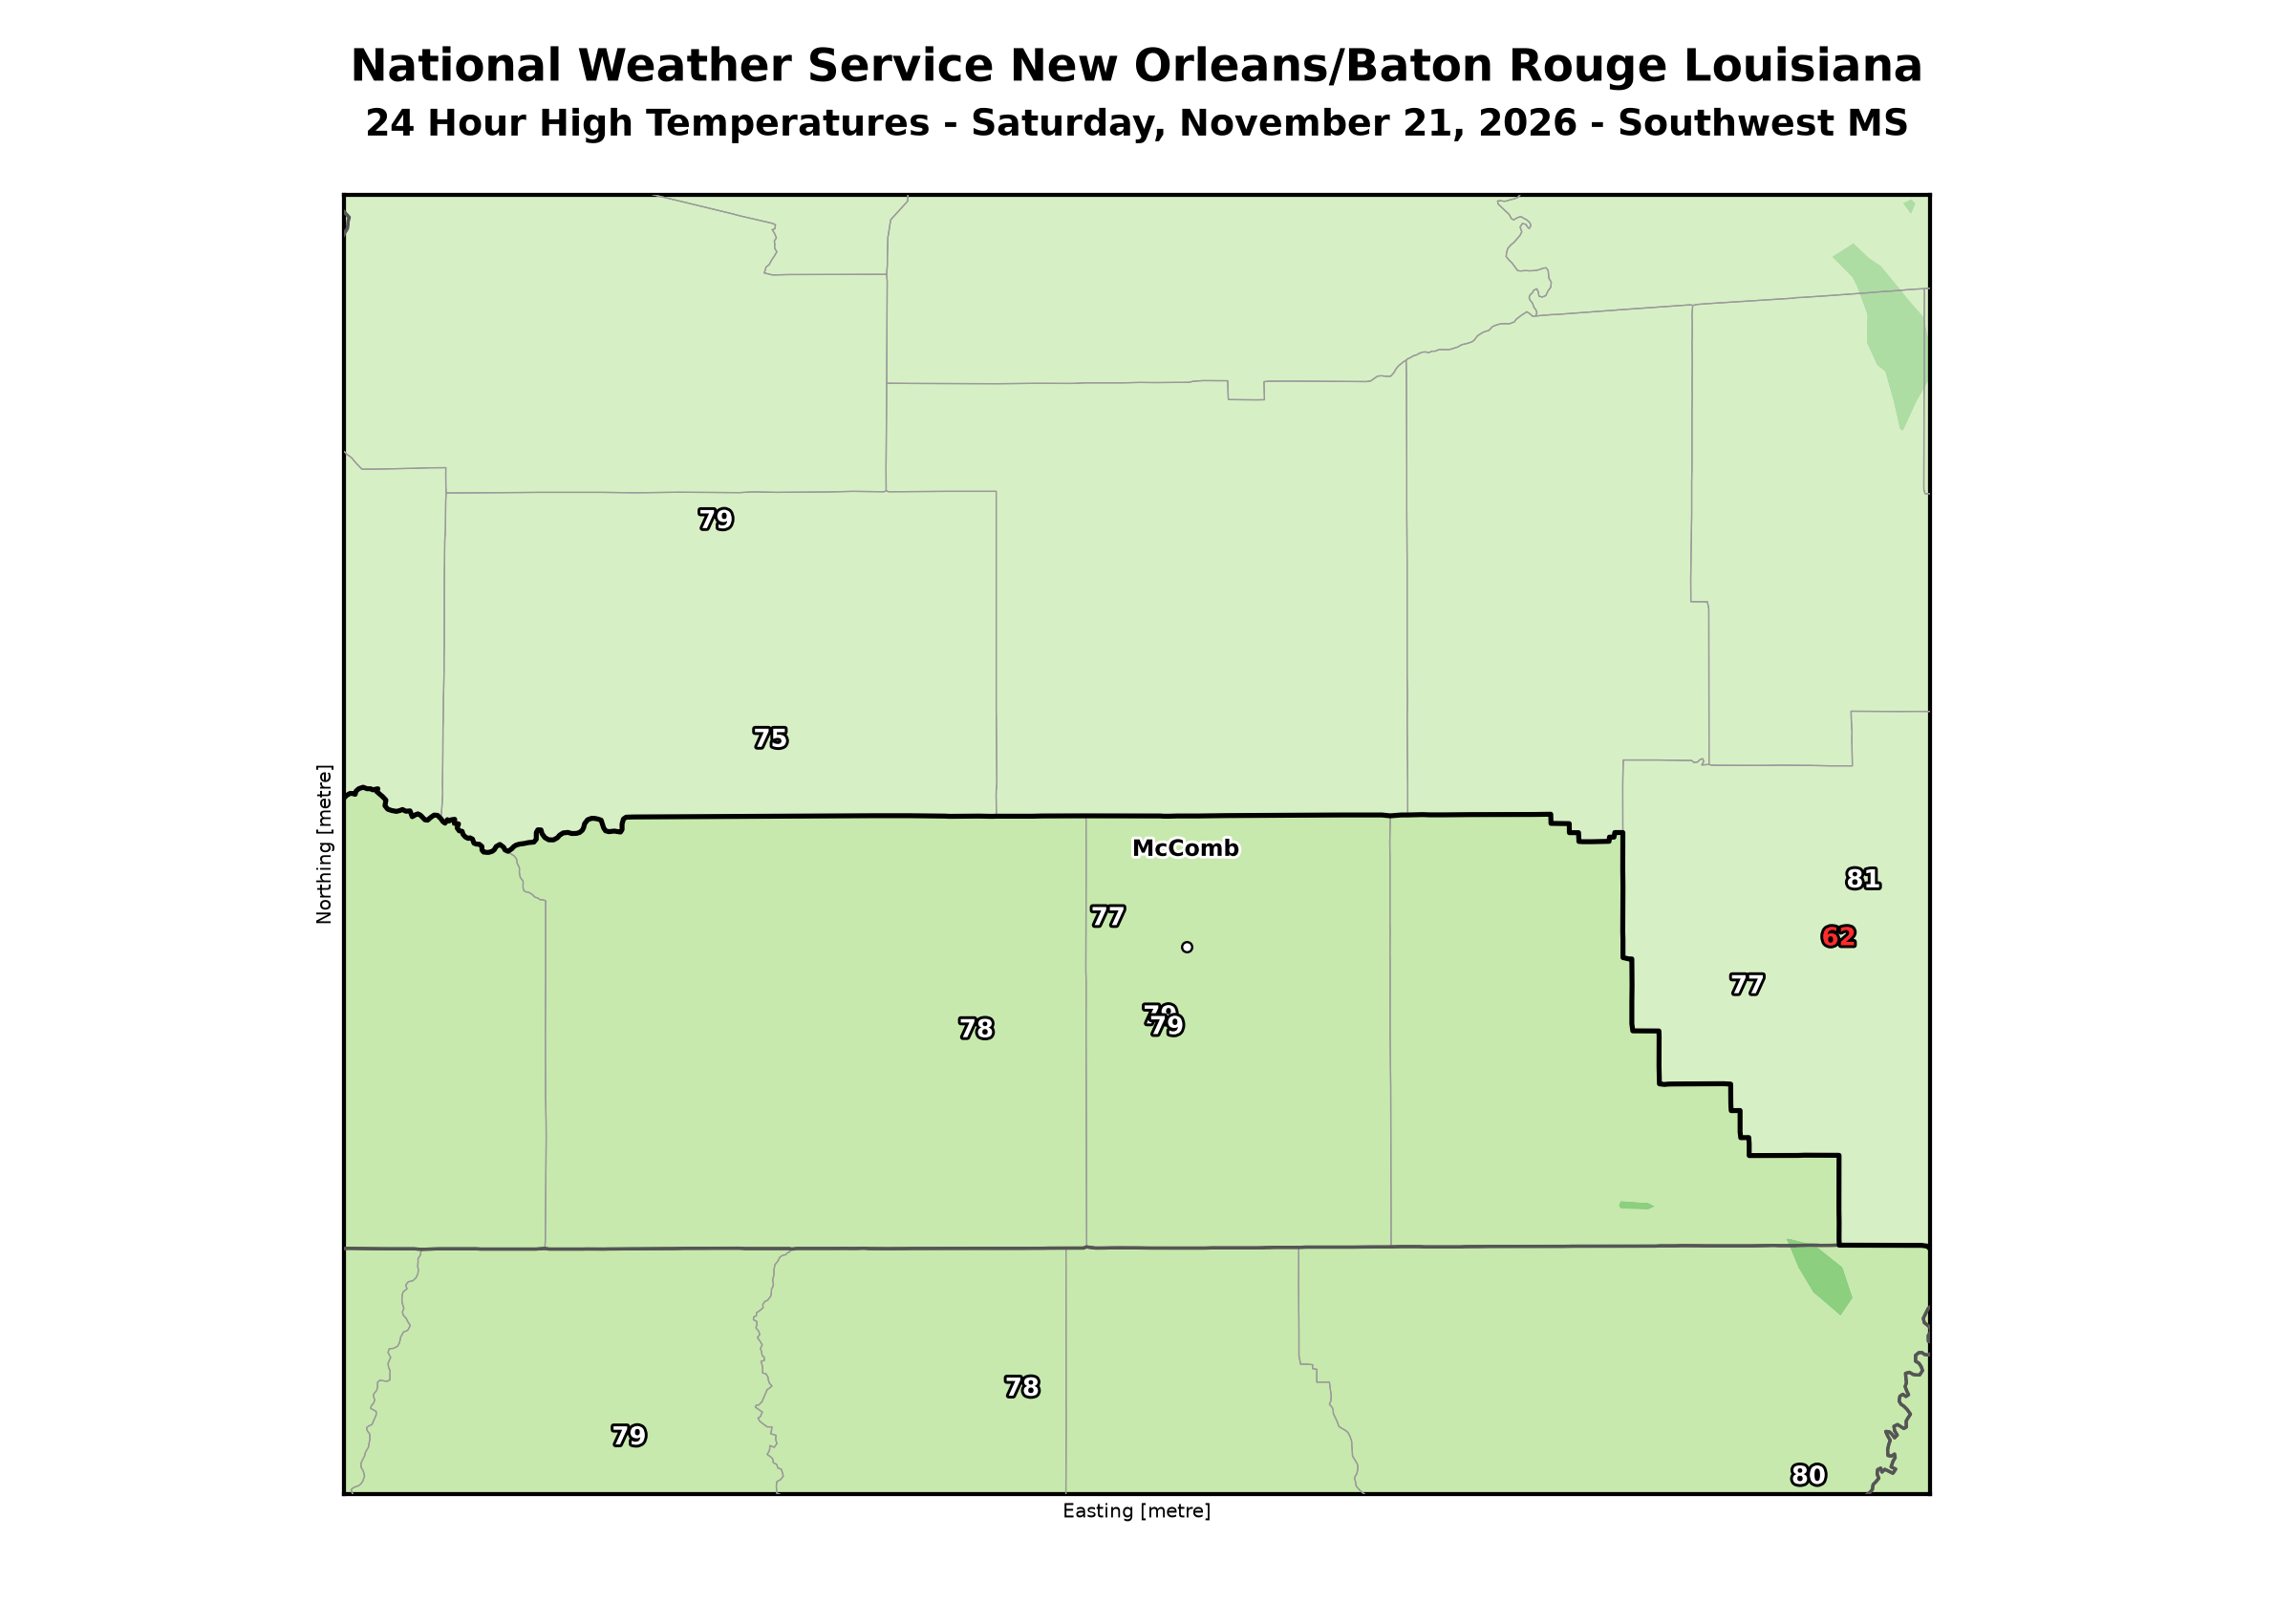 National Weather Service New Orleans/Baton Rouge Louisiana
24 Hour High Temperatures - Saturday, November 21, 2026 - Southwest MS
79
75
McComb
81
77
62
77
79
78
78
79
80
Northing [metre]
Easting [metre]